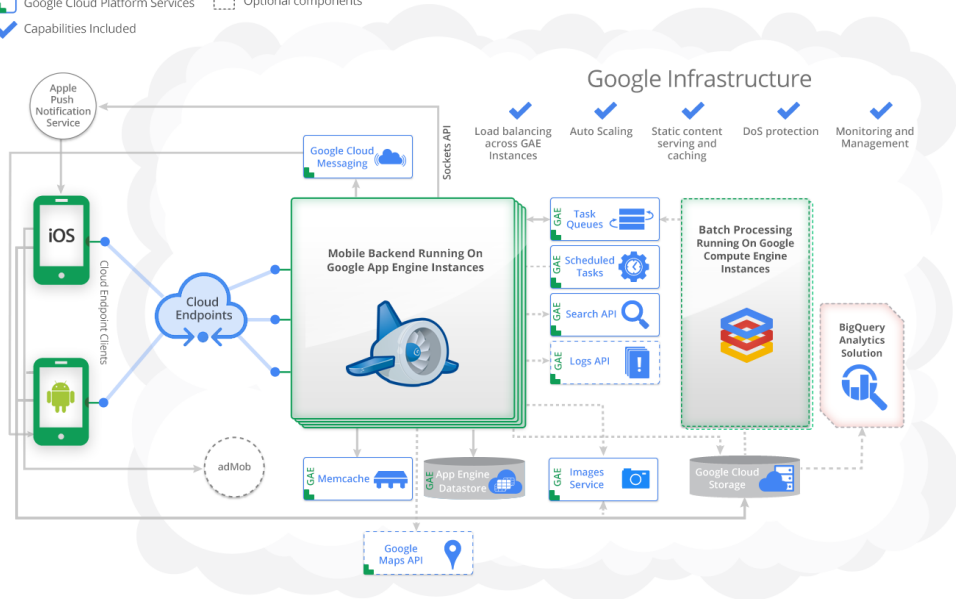 Google Cloud Platform Services
Optional components
Capabilities Included
Google Infrastructure
Load balancing
across GAE
Instances
Auto Scaling
Static content
serving and
caching
DoS protection
Monitoring and
Management
Apple
Push
Notification
Service
Sockets API
Google Cloud
Messaging
iOS
Cloud Endpoint Clients
Cloud
Endpoints
Mobile Backend Running On
Google App Engine Instances
GAE
Task
Queues
GAE
Scheduled
Tasks
GAE
Search API
GAE
Logs API
Batch Processing
Running On Google
Compute Engine
Instances
BigQuery
Analytics
Solution
adMob
GAE
Memcache
GAE
App Engine
Datastore
GAE
Images
Service
Google Cloud
Storage
Google
Maps API